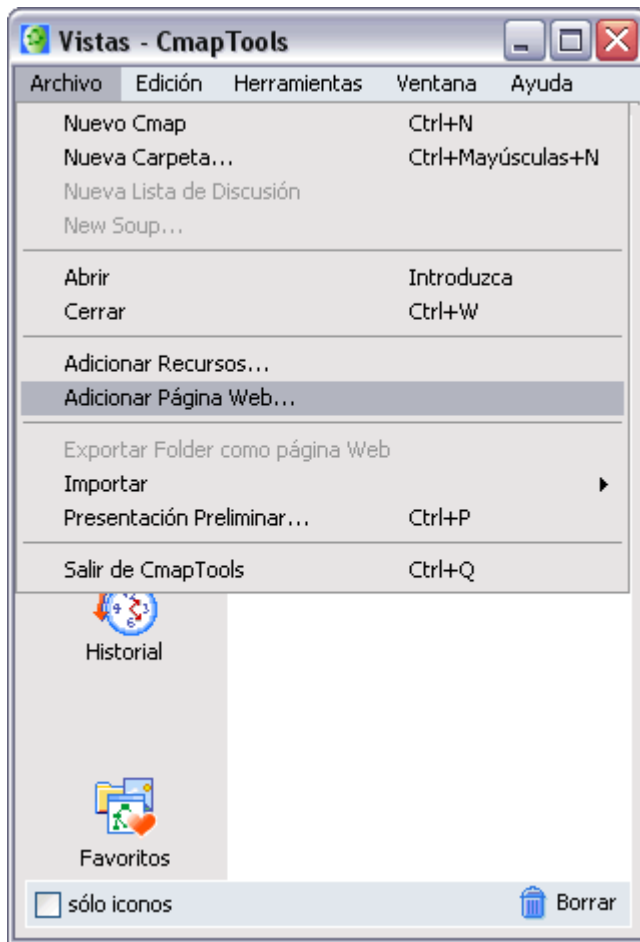 Vistas - CmapTools
Archivo Edición Herramientas Ventana Ayuda
Nuevo Cmap Ctrl+N
Nueva Carpeta... Ctrl+Mayúsculas+N
Nueva Lista de Discusión
New Soup...
Abrir Introduzca
Cerrar Ctrl+W
Adicionar Recursos...
Adicionar Página Web...
Exportar Folder como página Web
Importar
Presentación Preliminar... Ctrl+P
Salir de CmapTools Ctrl+Q
Historial
Favoritos
sólo iconos Borrar